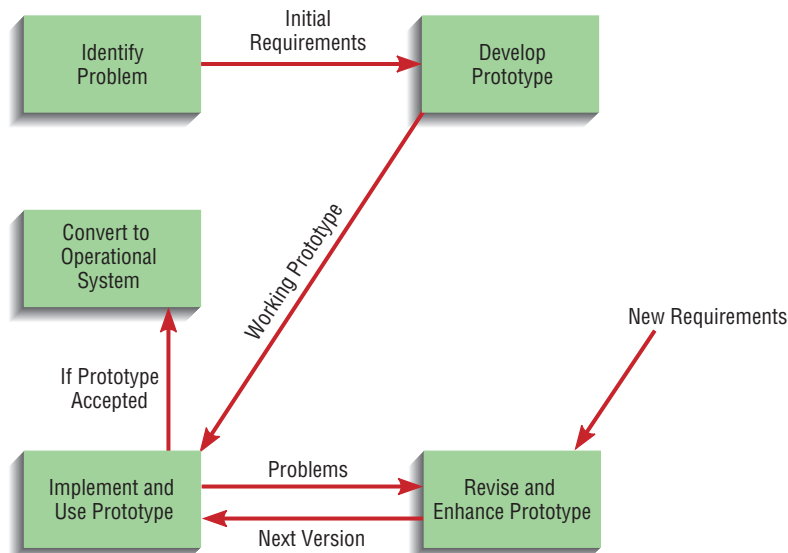 Identify
Problem
Initial
Requirements
Develop
Prototype
Working Prototype
Convert to
Operational
System
New Requirements
If Prototype
Accepted
Implement and
Use Prototype
Problems
Next Version
Revise and
Enhance Prototype